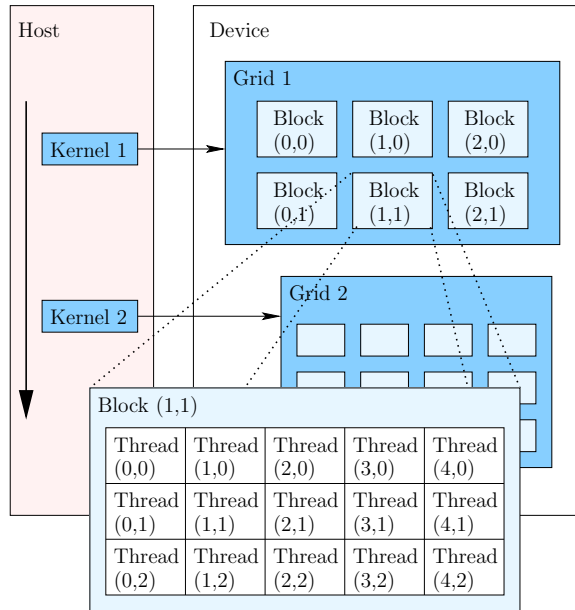 Host
Device
Grid 1
Kernel 1
Block
(0,0)
Block
(1,0)
Block
(2,0)
Block
(0,1)
Block
(1,1)
Block
(2,1)
Grid 2
Kernel 2
Block (1,1)
Thread
(0,0)
Thread
(1,0)
Thread
(2,0)
Thread
(3,0)
Thread
(4,0)
Thread
(0,1)
Thread
(1,1)
Thread
(2,1)
Thread
(3,1)
Thread
(4,1)
Thread
(0,2)
Thread
(1,2)
Thread
(2,2)
Thread
(3,2)
Thread
(4,2)